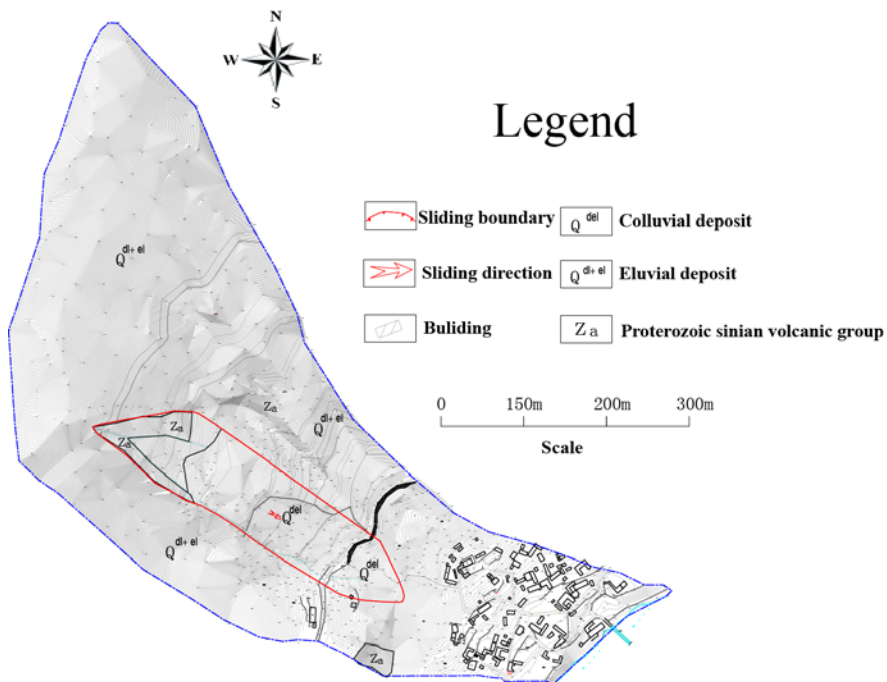 N
W E
S
Legend
Sliding boundary
Q del Colluvial deposit
Sliding direction
Q dl+el Eluvial deposit
Buliding
Za Proterozoic sinian volcanic group
0 150m 200m 300m
Scale
Q dl+el
Za
Za
Za
Q dl+el
Q del
Q dl+el
Q del
Za